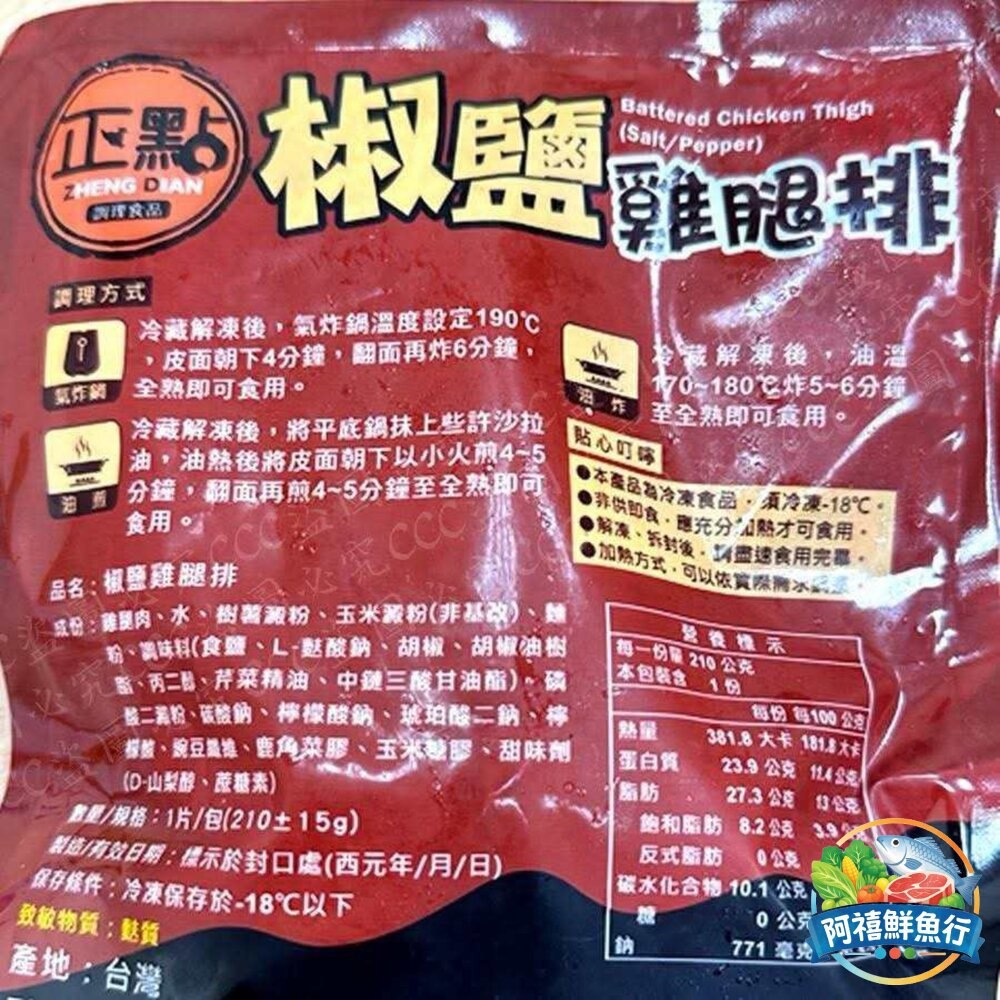 正點
ZHENG DIAN
調理食品
椒鹽
Battered Chicken Thigh
(Salt/Pepper)
雞腿排
調理方式
氣炸鍋
冷藏解凍後，氣炸鍋溫度設定190℃
，皮面朝下4分鐘，翻面再炸6分鐘，
全熟即可食用。
油煎
冷藏解凍後，將平底鍋抹上些許沙拉
油，油熱後將皮面朝下以小火煎4~5
分鐘，翻面再煎4~5分鐘至全熟即可
食用。
油炸
冷藏解凍後，油溫
170~180℃炸5~6分鐘
至全熟即可食用。
貼心叮嚀
●本產品為冷凍食品，須冷凍-18℃。
●非供即食，應充分加熱才可食用。
●解凍、拆封後，請盡速食用完畢。
●加熱方式，可以依實際需求調整。
品名：椒鹽雞腿排
成份：雞腿肉、水、樹薯澱粉、玉米澱粉(非基改)、麵
粉、調味料(食鹽、L-麩酸鈉、胡椒、胡椒油樹
脂、丙二醇、芹菜精油、中鏈三酸甘油酯)、磷
酸二澱粉、碳酸鈉、檸檬酸鈉、琥珀酸二鈉、檸
檬酸、豌豆纖維、鹿角菜膠、玉米糖膠、甜味劑
(D-山梨醇、蔗糖素)
數量/規格：1片/包(210±15g)
製造/有效日期：標示於封口處(西元年/月/日)
保存條件：冷凍保存於-18℃以下
致敏物質：麩質
產地：台灣
營養標示
每一份量 210 公克
本包裝含 1 份
每份 每100 公克
熱量 381.8 大卡 181.8 大卡
蛋白質 23.9 公克 11.4 公克
脂肪 27.3 公克 13 公克
飽和脂肪 8.2 公克 3.9
反式脂肪 0 公克
碳水化合物 10.1 公克
糖 0 公克
鈉 771 毫克
阿禧鮮魚行